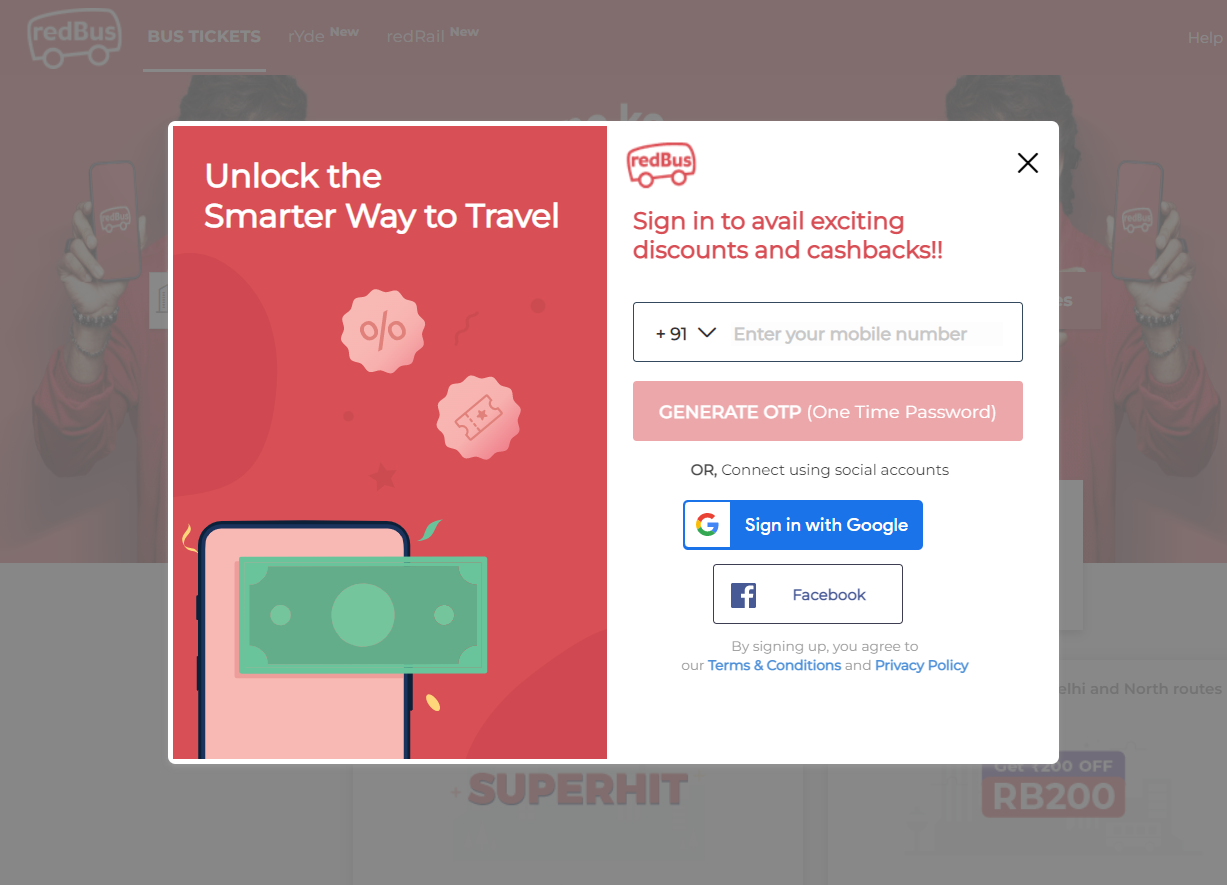 redBus
BUS TICKETS
rYde New
redRail New
Help
Unlock the
Smarter Way to Travel
%
redBus
Sign in to avail exciting
discounts and cashbacks!!
+ 91
Enter your mobile number
GENERATE OTP (One Time Password)
OR, Connect using social accounts
G
Sign in with Google
f
Facebook
By signing up, you agree to
our Terms & Conditions and Privacy Policy
redBus
redBus
and North routes
SUPERHIT
Get ₹200 OFF
RB200